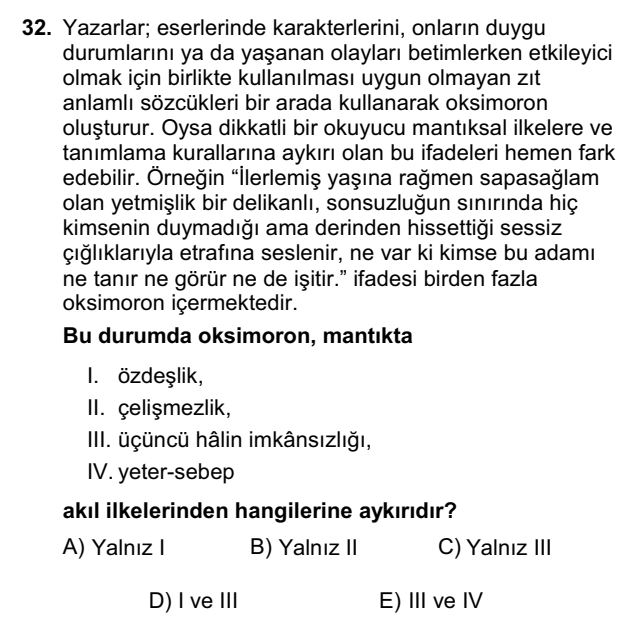 32. Yazarlar; eserlerinde karakterlerini, onların duygu
durumlarını ya da yaşanan olayları betimlerken etkileyici
olmak için birlikte kullanılması uygun olmayan zıt
anlamlı sözcükleri bir arada kullanarak oksimoron
oluşturur. Oysa dikkatli bir okuyucu mantıksal ilkelere ve
tanımlama kurallarına aykırı olan bu ifadeleri hemen fark
edebilir. Örneğin “İlerlemiş yaşına rağmen sapasağlam
olan yetmişlik bir delikanlı, sonsuzluğun sınırında hiç
kimsenin duymadığı ama derinden hissettiği sessiz
çığlıklarıyla etrafına seslenir, ne var ki kimse bu adamı
ne tanır ne görür ne de işitir.” ifadesi birden fazla
oksimoron içermektedir.
Bu durumda oksimoron, mantıkta
I. özdeşlik,
II. çelişmezlik,
III. üçüncü hâlin imkânsızlığı,
IV. yeter-sebep
akıl ilkelerinden hangilerine aykırıdır?
A) Yalnız I B) Yalnız II C) Yalnız III
D) I ve III E) III ve IV